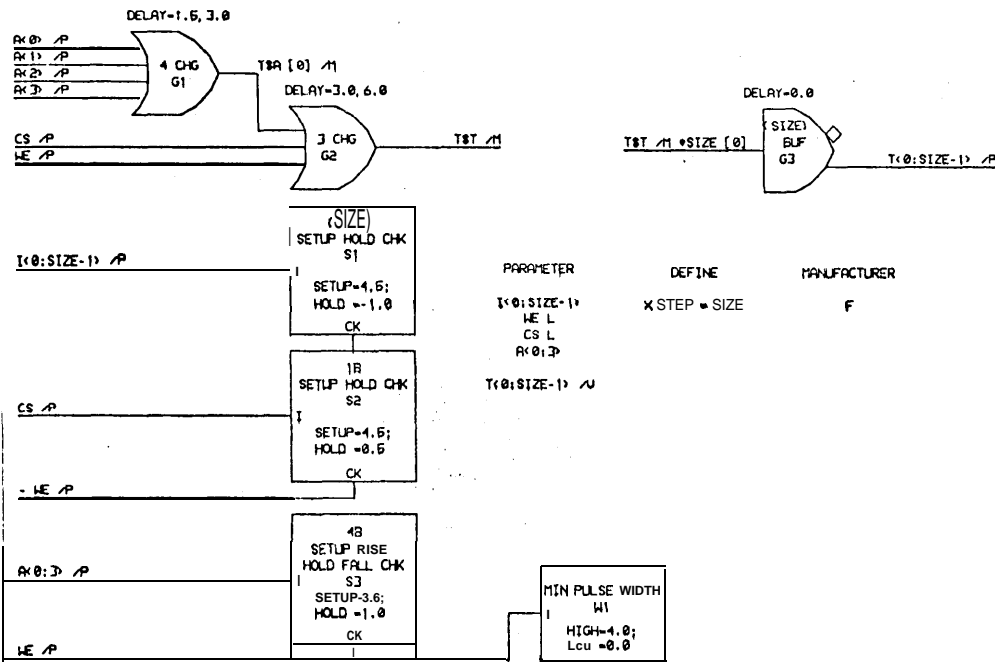 DELAY=1.5, 3.0
A<0> /P
A<1> /P
A<2> /P
A<3> /P
4 CHG
G1
T$A [0] /M
DELAY=3.0, 6.0
CS /P
WE /P
3 CHG
G2
T$T /M
DELAY=0.0
T$T /M *SIZE [0]
(SIZE)
BUF
G3
T<0:SIZE-1> /P
(SIZE)
SETUP HOLD CHK
S1
I<0:SIZE-1> /P
I
SETUP=4.5;
HOLD =-1.0
CK
PARAMETER
I<0:SIZE-1>
WE L
CS L
A<0:3>
T<0:SIZE-1> /U
DEFINE
X STEP = SIZE
MANUFACTURER
F
1B
SETUP HOLD CHK
S2
CS /P
I
SETUP=4.5;
HOLD =0.5
CK
- WE /P
4B
SETUP RISE
HOLD FALL CHK
A<0:3> /P
I
S3
SETUP-3.6;
HOLD =1.0
CK
I
WE /P
MIN PULSE WIDTH
W1
I
HIGH=4.0;
Lcu =0.0